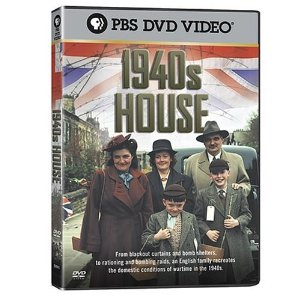 PBS DVD VIDEO
1940s
HOUSE
From blackout curtains and bomb shelters,
to rationing and bombing raids, an English family recreates
the domestic conditions of wartime in the 1940s.
1940s HOUSE
DVD